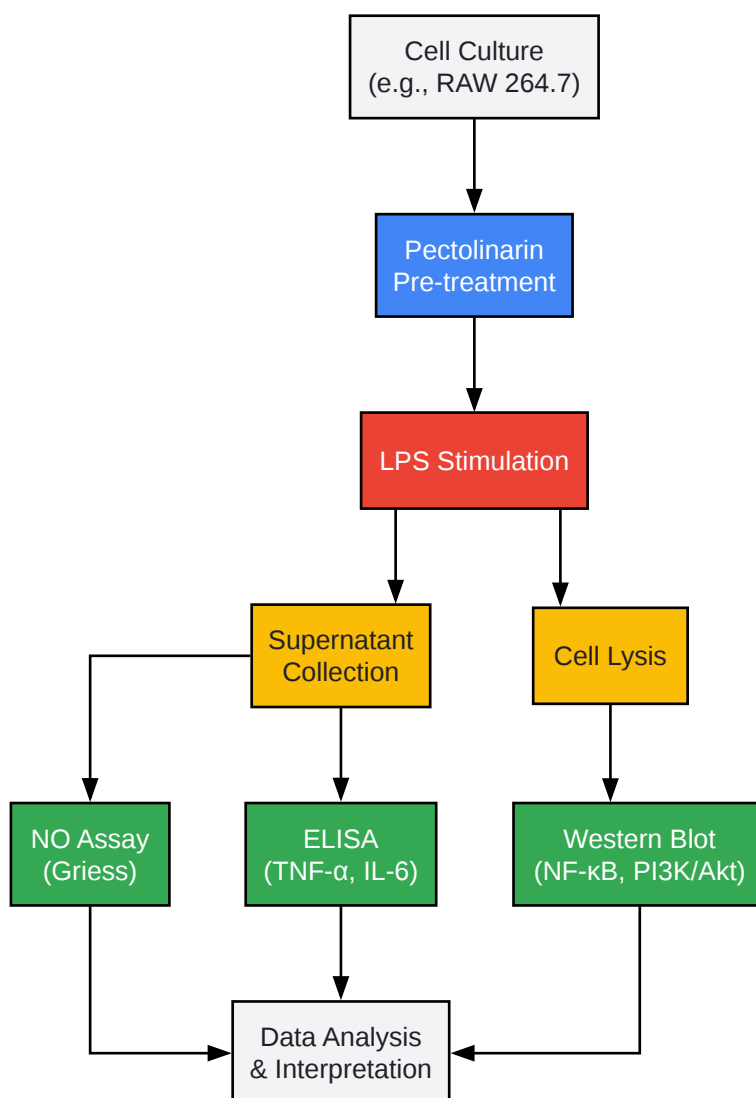 Cell Culture
(e.g., RAW 264.7)
Pectolinarin
Pre-treatment
LPS Stimulation
Supernatant
Collection
Cell Lysis
NO Assay
(Griess)
ELISA
(TNF-α, IL-6)
Western Blot
(NF-κB, PI3K/Akt)
Data Analysis
& Interpretation